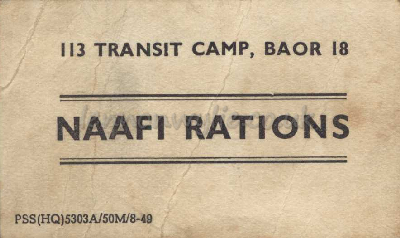 113 TRANSIT CAMP, BAOR 18
NAAFI RATIONS
PSS(HQ)5303A/50M/8-49